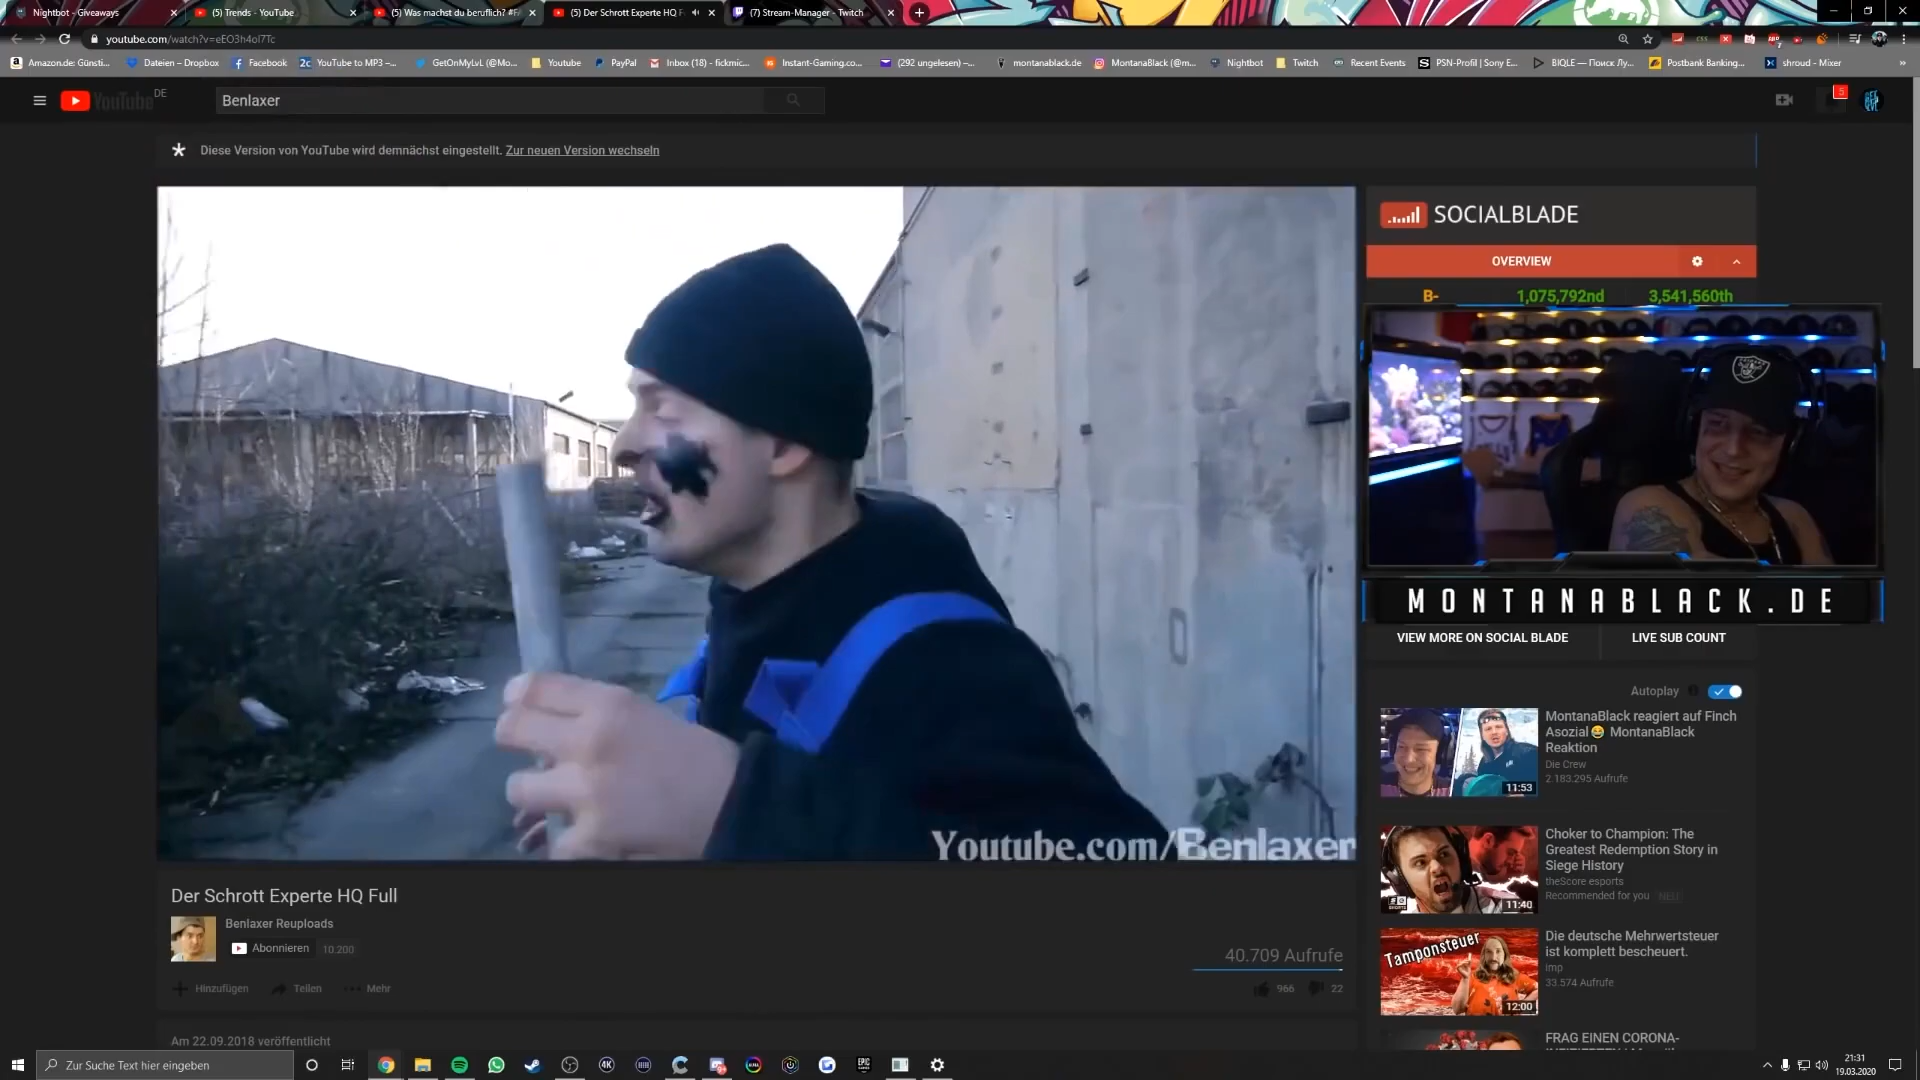 Nightbot - Giveaways
(5) Trends - YouTube
(5) Was machst du beruflich? #F
(5) Der Schrott Experte HQ F
(7) Stream-Manager - Twitch
youtube.com/watch?v=eEO3h4ol7Tc
Amazon.de: Günsti...
Dateien – Dropbox
Facebook
YouTube to MP3 –...
GetOnMyLvL (@Mo...
Youtube
PayPal
Inbox (18) - fickmic...
Instant-Gaming.co...
(292 ungelesen) –...
montanablack.de
MontanaBlack (@m...
Nightbot
Twitch
Recent Events
PSN-Profil | Sony E...
BIQLE — Поиск Лу...
Postbank Banking...
shroud - Mixer
»
YouTube DE
Benlaxer
5
Diese Version von YouTube wird demnächst eingestellt. Zur neuen Version wechseln
Youtube.com/Benlaxer
SOCIALBLADE
OVERVIEW
B- 1,075,792nd 3,541,560th
MONTANABLACK.DE
VIEW MORE ON SOCIAL BLADE
LIVE SUB COUNT
Autoplay
MontanaBlack reagiert auf Finch
Asozial😂 MontanaBlack
Reaktion
Die Crew
2.183.295 Aufrufe
11:53
Choker to Champion: The
Greatest Redemption Story in
Siege History
theScore esports
Recommended for you
11:40
Tamponsteuer
Die deutsche Mehrwertsteuer
ist komplett bescheuert.
imp
33.574 Aufrufe
12:00
FRAG EINEN CORONA-
Der Schrott Experte HQ Full
Benlaxer Reuploads
Abonnieren 10.200
40.709 Aufrufe
Hinzufügen
Teilen
Mehr
966
22
Am 22.09.2018 veröffentlicht
Zur Suche Text hier eingeben
4K
EPIC
21:31
19.03.2020